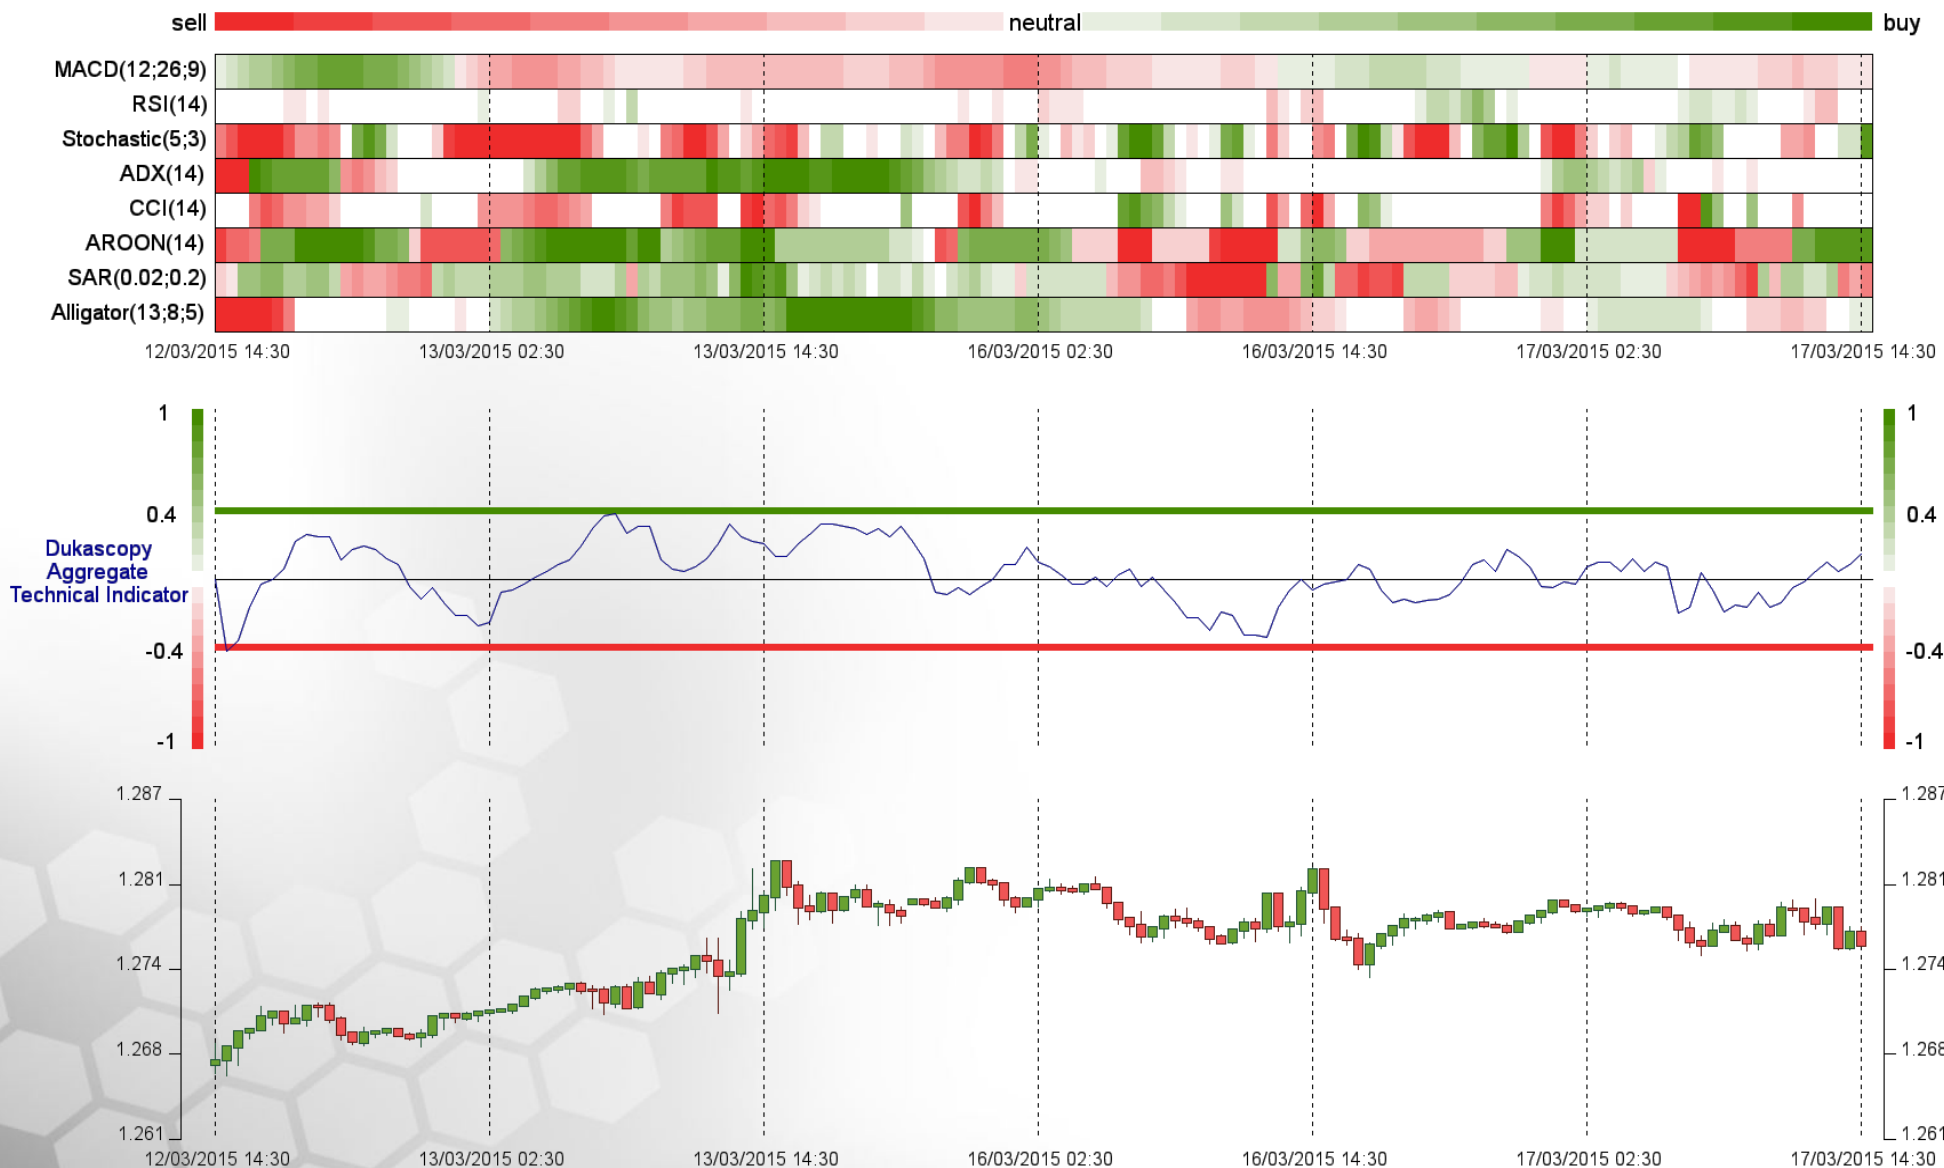 sell neutral buy
MACD(12;26;9)
RSI(14)
Stochastic(5;3)
ADX(14)
CCI(14)
AROON(14)
SAR(0.02;0.2)
Alligator(13;8;5)
12/03/2015 14:30 13/03/2015 02:30 13/03/2015 14:30 16/03/2015 02:30 16/03/2015 14:30 17/03/2015 02:30 17/03/2015 14:30
1 1
0.4 0.4
Dukascopy
Aggregate
Technical Indicator
-0.4 -0.4
-1 -1
1.287 1.287
1.281 1.281
1.274 1.274
1.268 1.268
1.261 1.261
12/03/2015 14:30 13/03/2015 02:30 13/03/2015 14:30 16/03/2015 02:30 16/03/2015 14:30 17/03/2015 02:30 17/03/2015 14:30